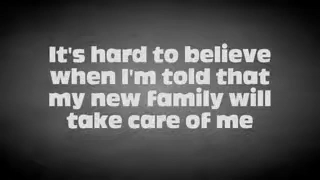 It's hard to believe
when I'm told that
my new family will
take care of me